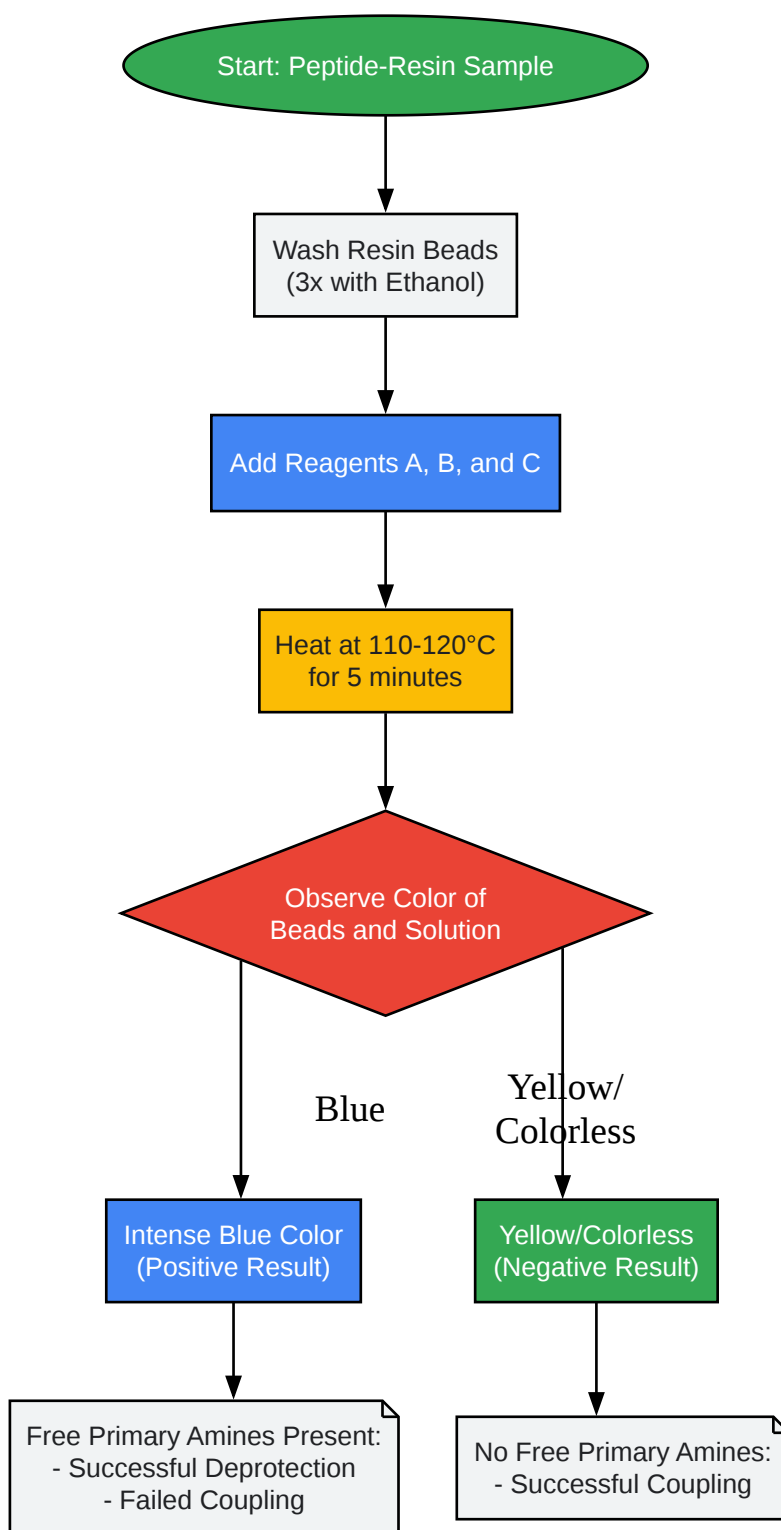 Start: Peptide-Resin Sample
Wash Resin Beads
(3x with Ethanol)
Add Reagents A, B, and C
Heat at 110-120°C
for 5 minutes
Observe Color of
Beads and Solution
Blue
Yellow/
Colorless
Intense Blue Color
(Positive Result)
Yellow/Colorless
(Negative Result)
Free Primary Amines Present:
- Successful Deprotection
- Failed Coupling
No Free Primary Amines:
- Successful Coupling